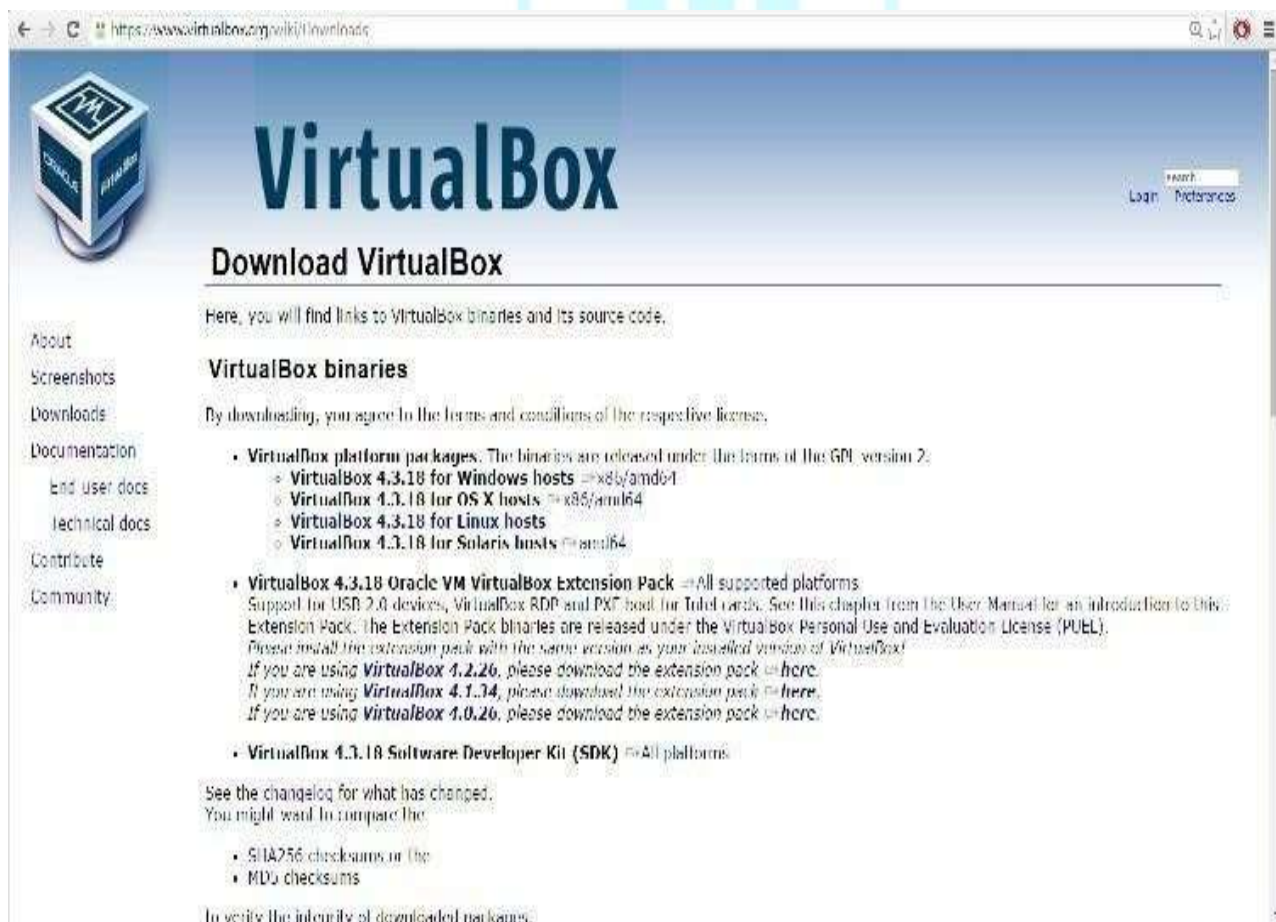 https://www.virtualbox.org/wiki/Downloads
ORACLE
VirtualBox
VirtualBox
search
Login Preferences
Download VirtualBox
Here, you will find links to VirtualBox binaries and its source code.
About
Screenshots
Downloads
Documentation
End user docs
Technical docs
Contribute
Community
VirtualBox binaries
By downloading, you agree to the terms and conditions of the respective license.
• VirtualBox platform packages. The binaries are released under the terms of the GPL version 2.
VirtualBox 4.3.18 for Windows hosts x86/amd64
VirtualBox 4.3.18 for OS X hosts x86/amd64
VirtualBox 4.3.18 for Linux hosts
VirtualBox 4.3.18 for Solaris hosts amd64
• VirtualBox 4.3.18 Oracle VM VirtualBox Extension Pack All supported platforms
Support for USB 2.0 devices, VirtualBox RDP and PXE boot for Intel cards. See this chapter from the User Manual for an introduction to this
Extension Pack. The Extension Pack binaries are released under the VirtualBox Personal Use and Evaluation License (PUEL).
Please install the extension pack with the same version as your installed version of VirtualBox!
If you are using VirtualBox 4.2.26, please download the extension pack here.
If you are using VirtualBox 4.1.34, please download the extension pack here.
If you are using VirtualBox 4.0.26, please download the extension pack here.
• VirtualBox 4.3.18 Software Developer Kit (SDK) All platforms
See the changelog for what has changed.
You might want to compare the
• SHA256 checksums or the
• MD5 checksums
to verify the integrity of downloaded packages.